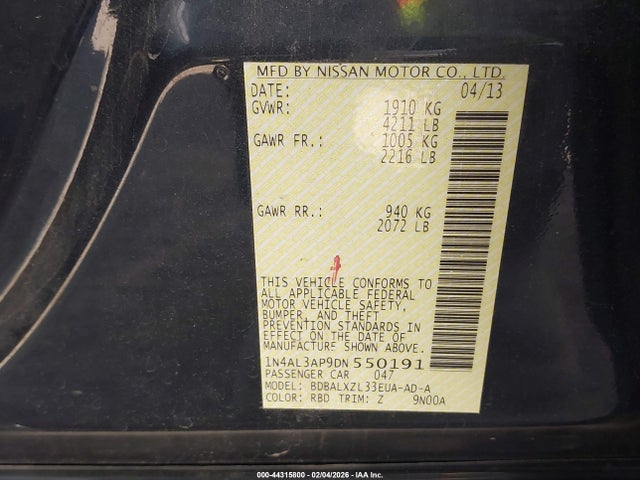 MFD BY NISSAN MOTOR CO., LTD.
DATE: 04/13
GVWR: 1910 KG
4211 LB
GAWR FR.: 1005 KG
2216 LB
GAWR RR.: 940 KG
2072 LB
THIS VEHICLE CONFORMS TO
ALL APPLICABLE FEDERAL
MOTOR VEHICLE SAFETY,
BUMPER, AND THEFT
PREVENTION STANDARDS IN
EFFECT ON THE DATE OF
MANUFACTURE SHOWN ABOVE.
1N4AL3AP9DN 550191
PASSENGER CAR 047
MODEL: BDBALXZL33EUA-AD-A
COLOR: RBD TRIM: Z 9N00A
000-44315800 - 02/04/2026 - IAA Inc.